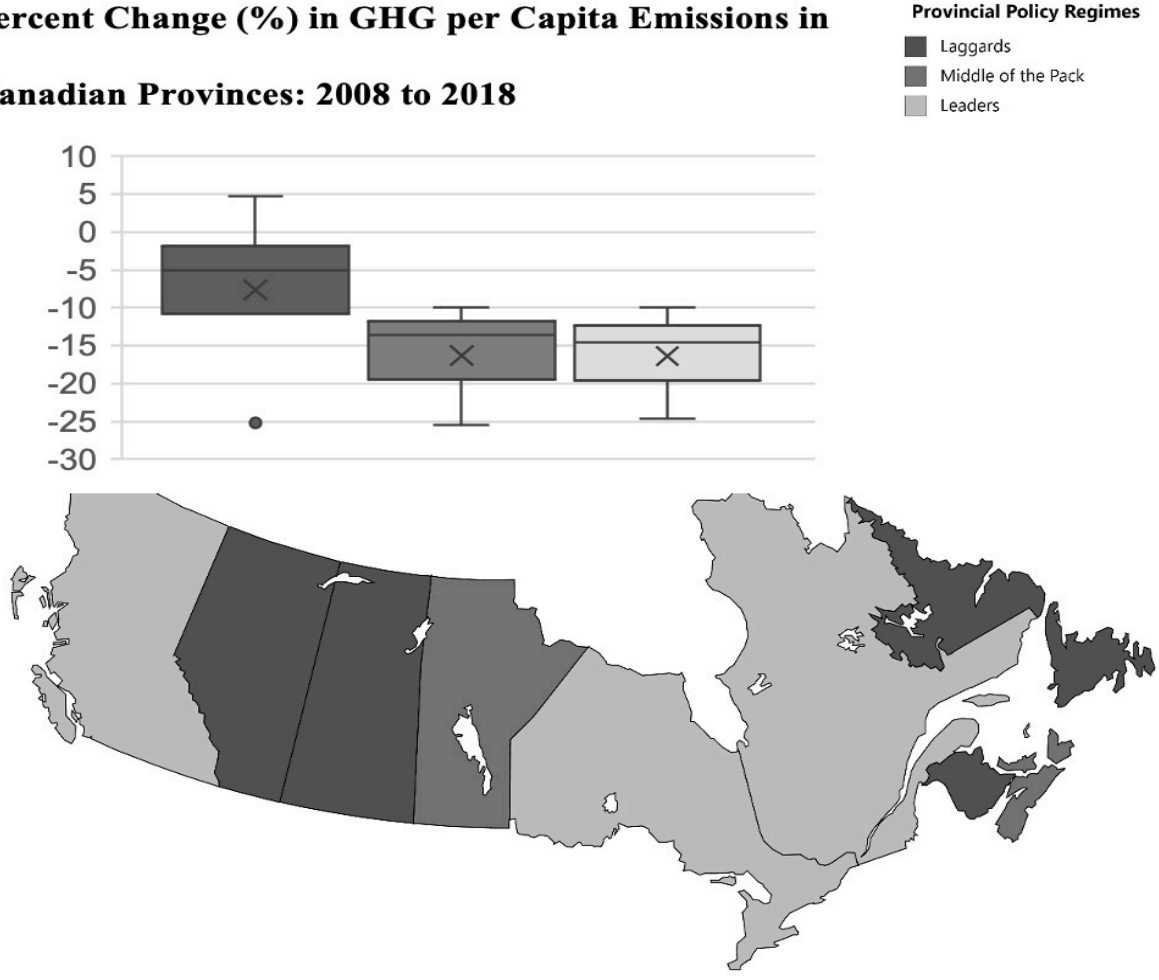 ercent Change (%) in GHG per Capita Emissions in
anadian Provinces: 2008 to 2018
Provincial Policy Regimes
Laggards
Middle of the Pack
Leaders
10
5
0
-5
-10
-15
-20
-25
-30